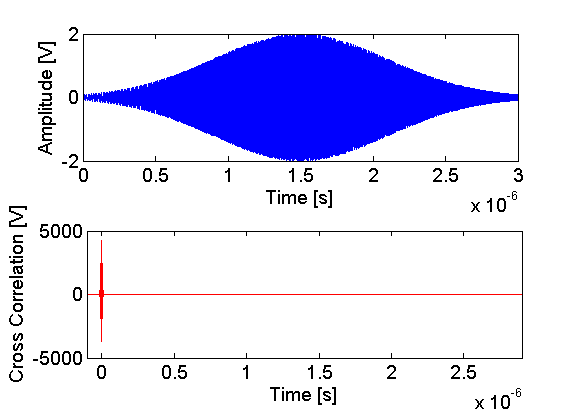 Amplitude [V]
2
0
-2
0 0.5 1 1.5 2 2.5 3
Time [s]
x 10^-6
Cross Correlation [V]
5000
0
-5000
0 0.5 1 1.5 2 2.5
Time [s]
x 10^-6